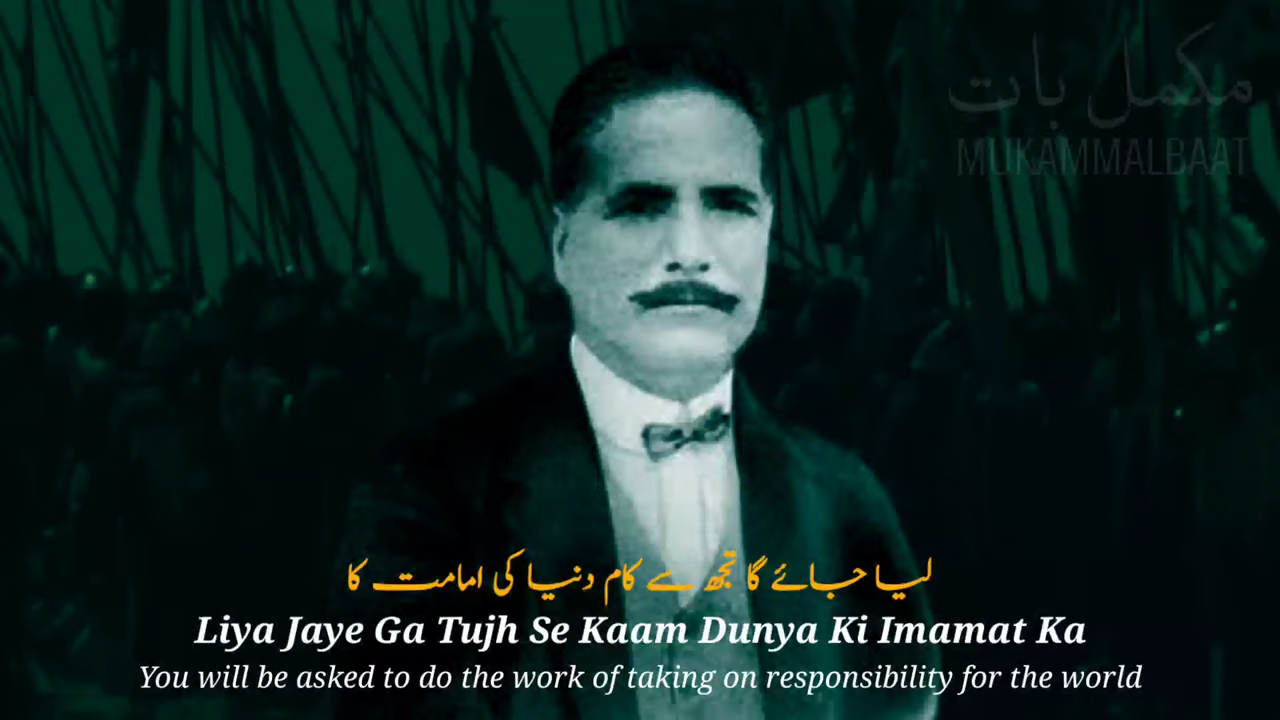 مکمل بات
MUKAMMALBAAT
لیا جائے گا تجھ سے کام دنیا کی امامت کا
Liya Jaye Ga Tujh Se Kaam Dunya Ki Imamat Ka
You will be asked to do the work of taking on responsibility for the world